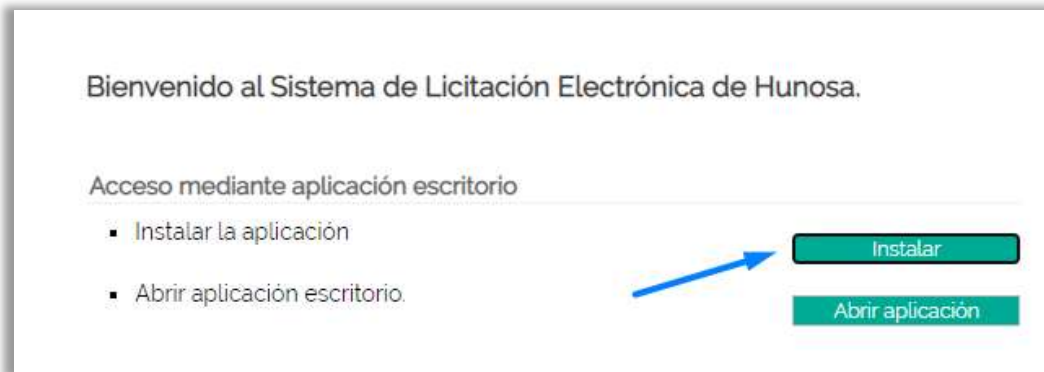 Bienvenido al Sistema de Licitación Electrónica de Hunosa.
Acceso mediante aplicación escritorio
▪ Instalar la aplicación
Instalar
▪ Abrir aplicación escritorio.
Abrir aplicación